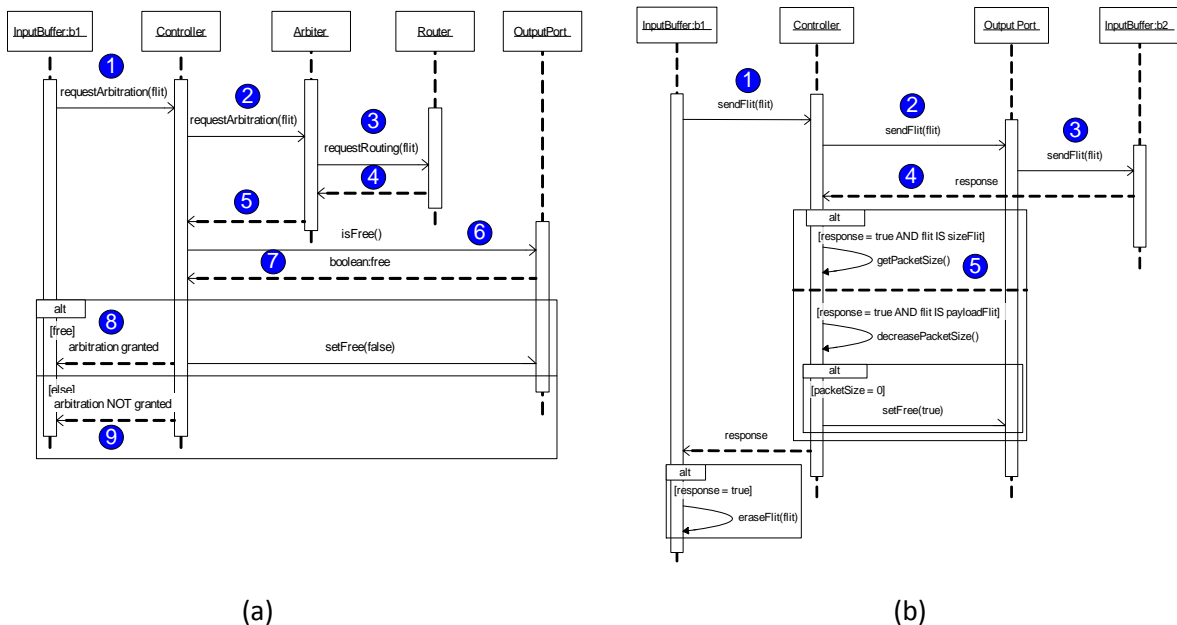 InputBuffer:b1
Controller
Arbiter
Router
OutputPort
1
requestArbitration(flit)
2
requestArbitration(flit)
3
requestRouting(flit)
4
5
6
isFree()
7
boolean:free
alt
8
[free]
arbitration granted
setFree(false)
[else]
arbitration NOT granted
9
(a)
InputBuffer:b1
Controller
Output Port
InputBuffer:b2
1
sendFlit(flit)
2
sendFlit(flit)
3
sendFlit(flit)
4
response
alt
[response = true AND flit IS sizeFlit]
getPacketSize()
5
[response = true AND flit IS payloadFlit]
decreasePacketSize()
alt
[packetSize = 0]
setFree(true)
response
alt
[response = true]
eraseFlit(flit)
(b)